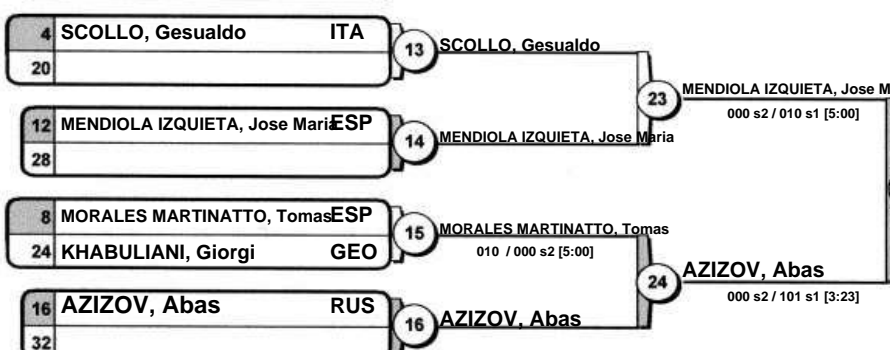 4 SCOLLO, Gesualdo ITA
20
13 SCOLLO, Gesualdo
12 MENDIOLA IZQUIETA, Jose Maria ESP
28
14 MENDIOLA IZQUIETA, Jose Maria
23 MENDIOLA IZQUIETA, Jose M
000 s2 / 010 s1 [5:00]
8 MORALES MARTINATTO, Tomas ESP
24 KHABULIANI, Giorgi GEO
15 MORALES MARTINATTO, Tomas
010 / 000 s2 [5:00]
16 AZIZOV, Abas RUS
32
16 AZIZOV, Abas
24 AZIZOV, Abas
000 s2 / 101 s1 [3:23]